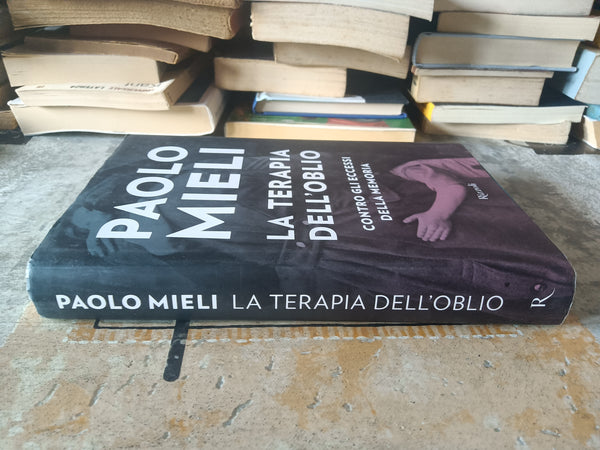 PAOLO
MIELI
LA TERAPIA
DELL'OBLIO
CONTRO GLI ECCESSI
DELLA MEMORIA
Rizzoli
PAOLO MIELI LA TERAPIA DELL'OBLIO
R